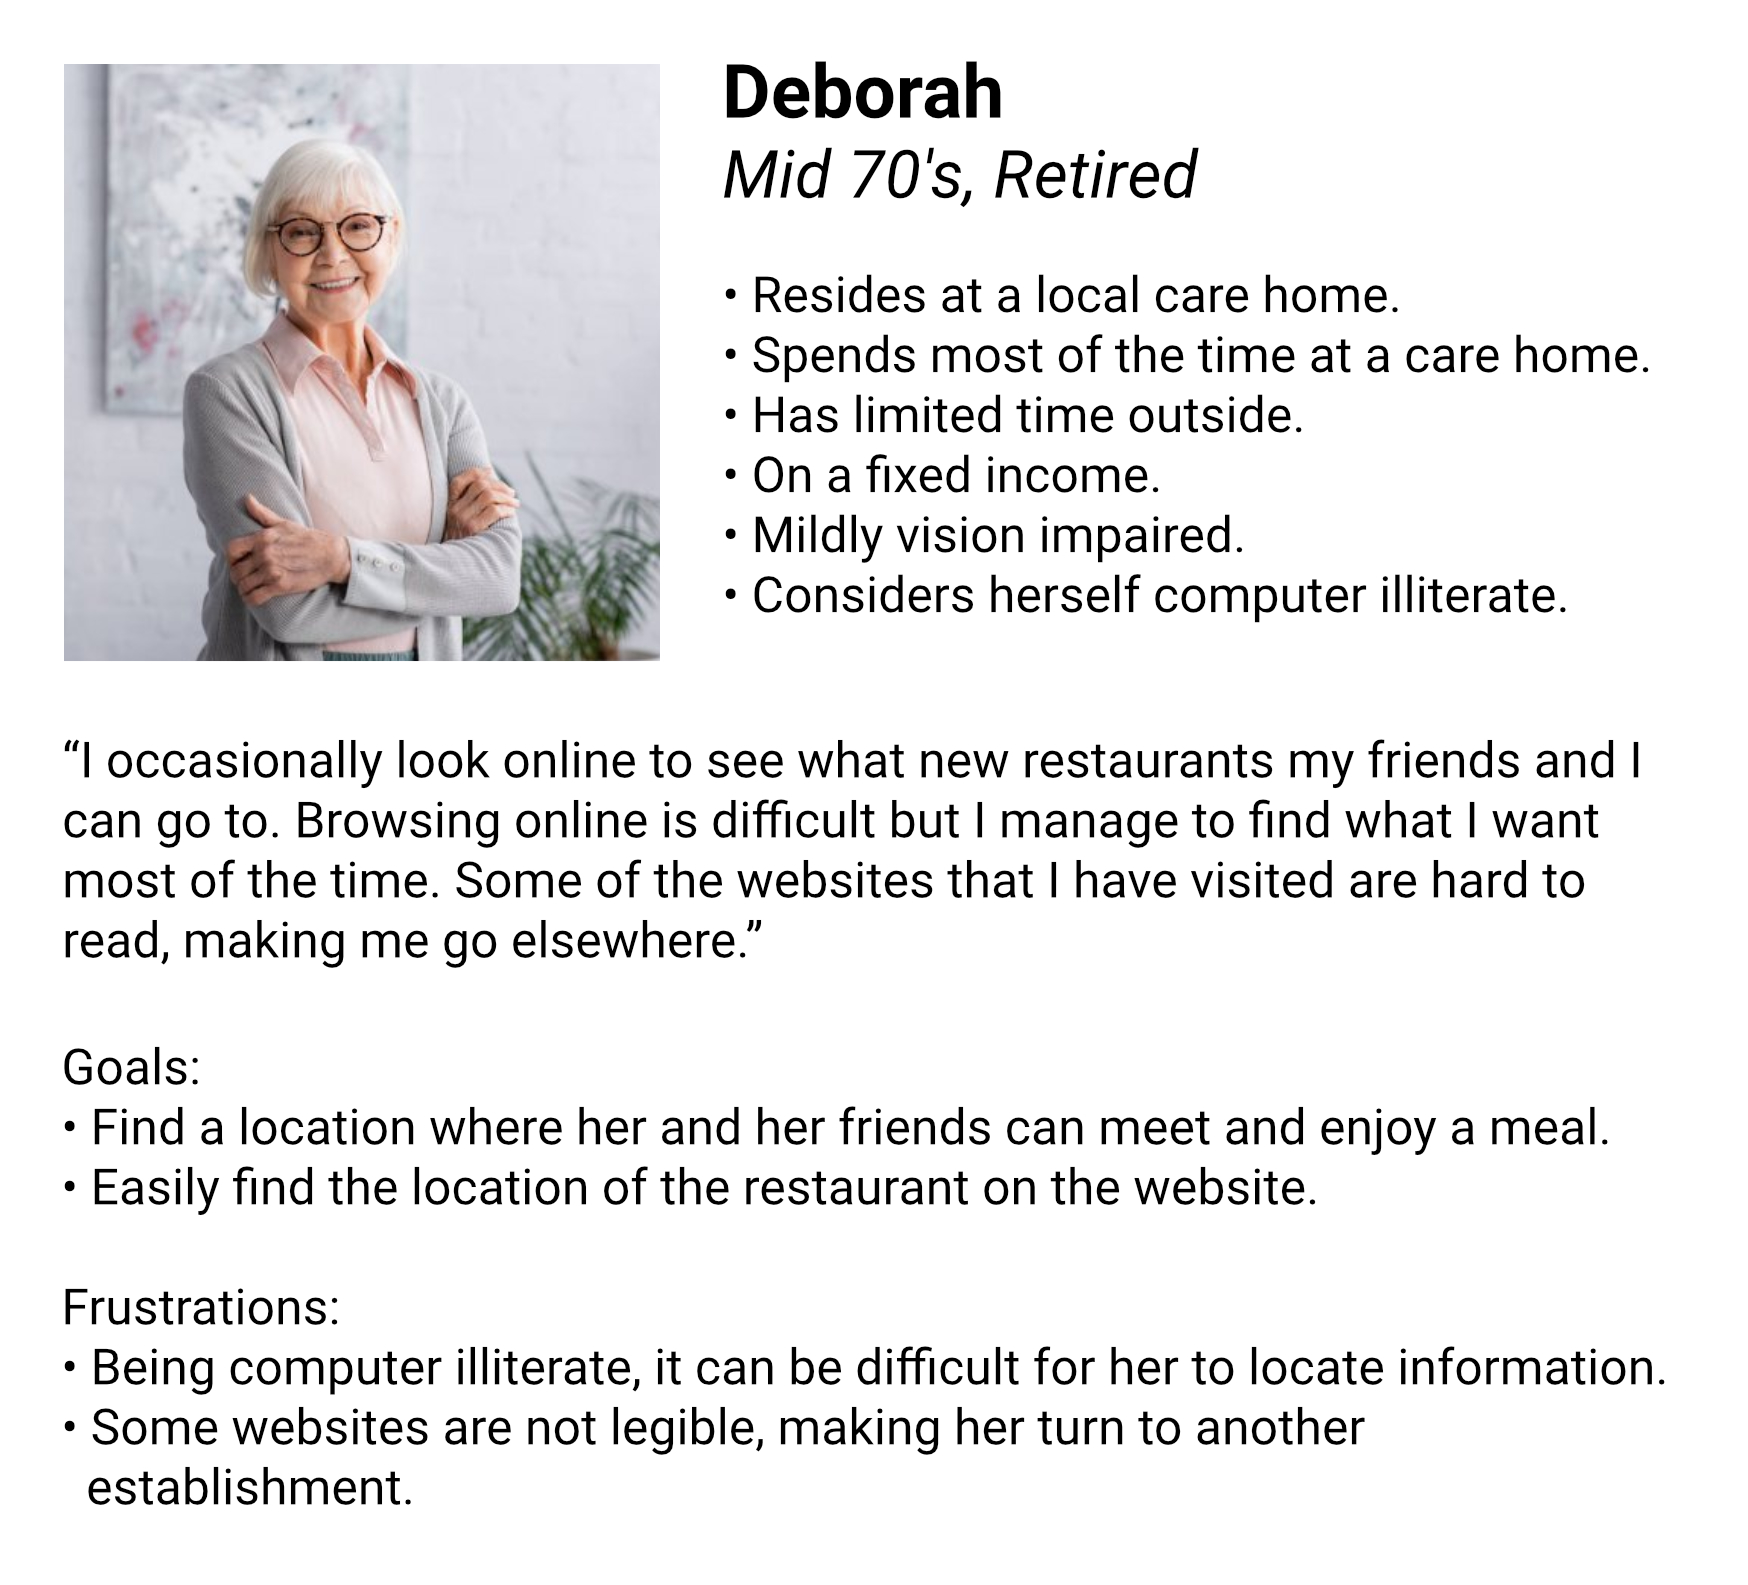 Deborah
Mid 70's, Retired
• Resides at a local care home.
• Spends most of the time at a care home.
• Has limited time outside.
• On a fixed income.
• Mildly vision impaired.
• Considers herself computer illiterate.
“I occasionally look online to see what new restaurants my friends and I
can go to. Browsing online is difficult but I manage to find what I want
most of the time. Some of the websites that I have visited are hard to
read, making me go elsewhere.”
Goals:
• Find a location where her and her friends can meet and enjoy a meal.
• Easily find the location of the restaurant on the website.
Frustrations:
• Being computer illiterate, it can be difficult for her to locate information.
• Some websites are not legible, making her turn to another
establishment.